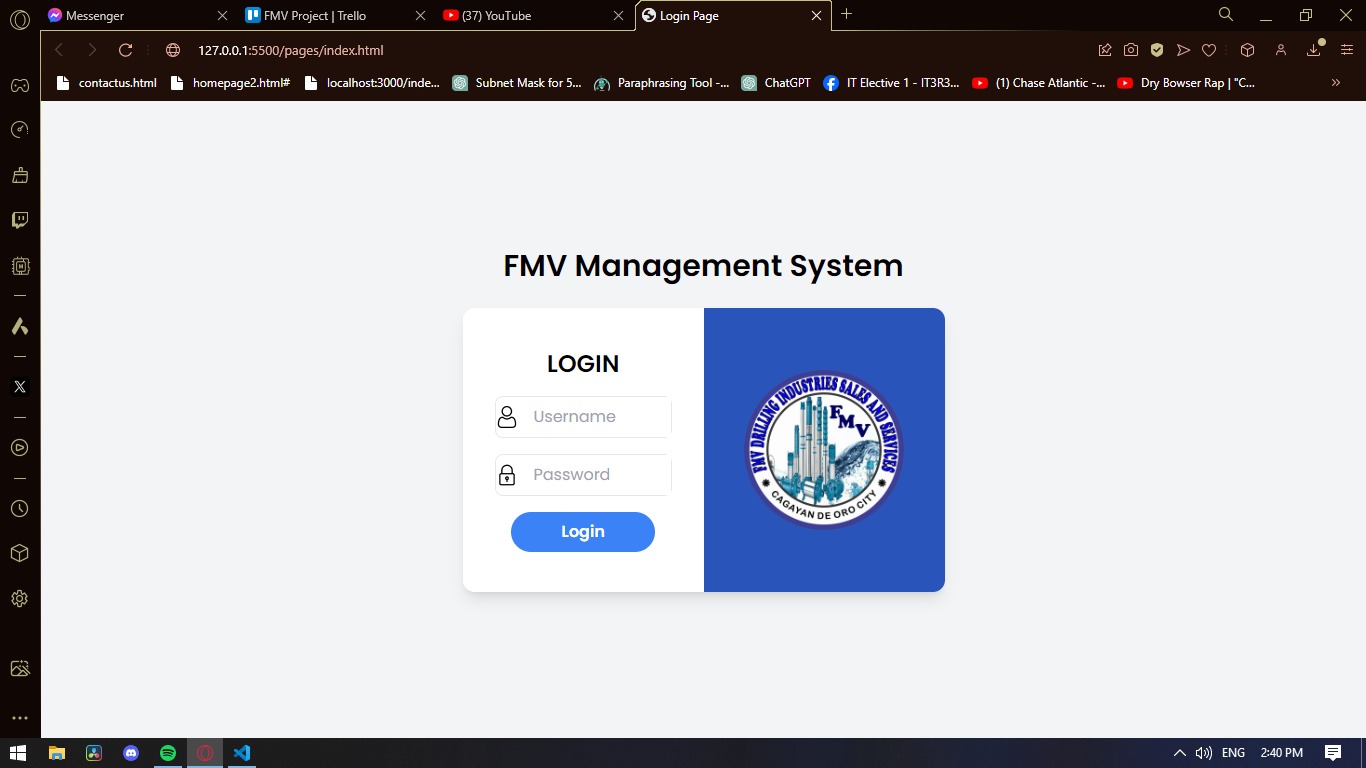 Messenger
FMV Project | Trello
(37) YouTube
Login Page
127.0.0.1:5500/pages/index.html
contactus.html
homepage2.html#
localhost:3000/inde...
Subnet Mask for 5...
Paraphrasing Tool -...
ChatGPT
IT Elective 1 - IT3R3...
(1) Chase Atlantic -...
Dry Bowser Rap | "C...
FMV Management System
LOGIN
Username
Password
Login
FMV DRILLING INDUSTRIES SALES AND SERVICES
FMV
CAGAYAN DE ORO CITY
ENG
2:40 PM